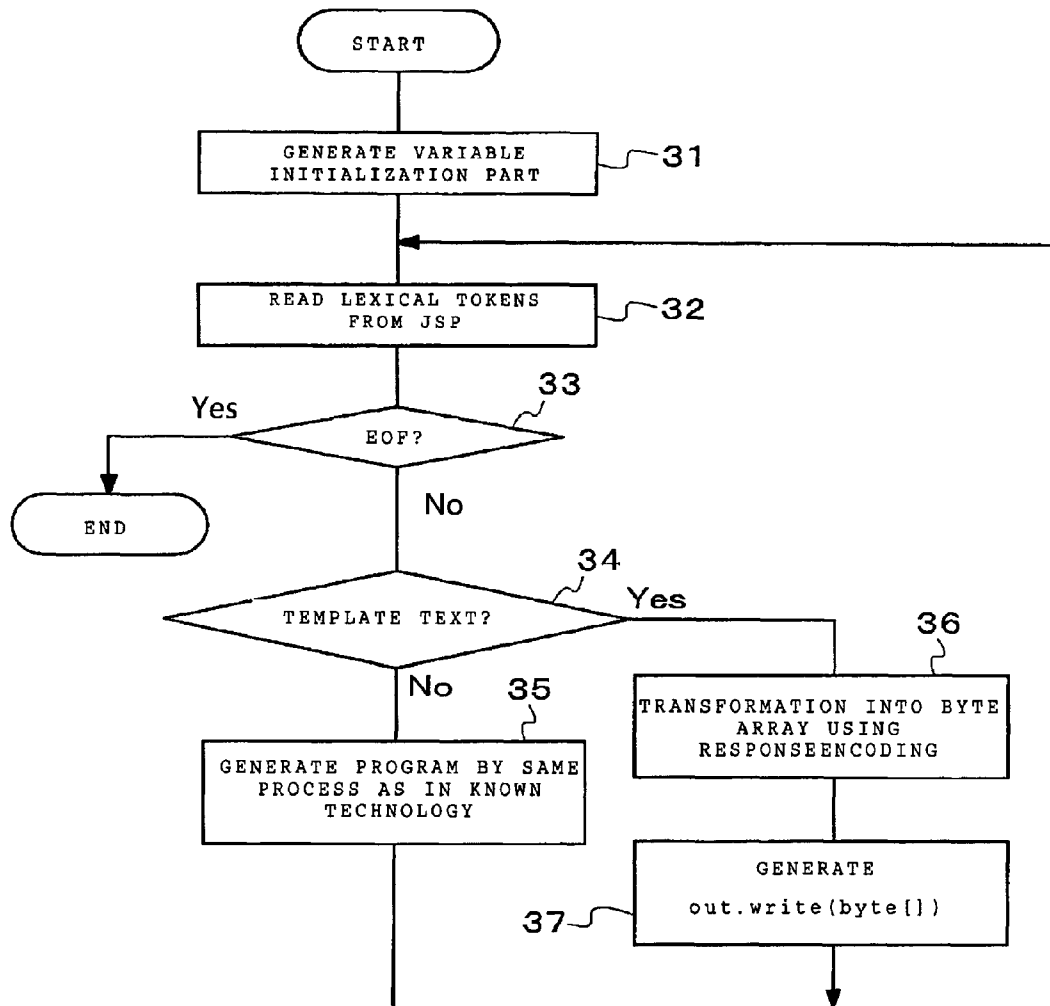 START
GENERATE VARIABLE
INITIALIZATION PART
31
READ LEXICAL TOKENS
FROM JSP
32
33
Yes
EOF?
END
No
34
TEMPLATE TEXT?
Yes
No
35
36
GENERATE PROGRAM BY SAME
PROCESS AS IN KNOWN
TECHNOLOGY
TRANSFORMATION INTO BYTE
ARRAY USING
RESPONSEENCODING
GENERATE
out.write(byte[])
37